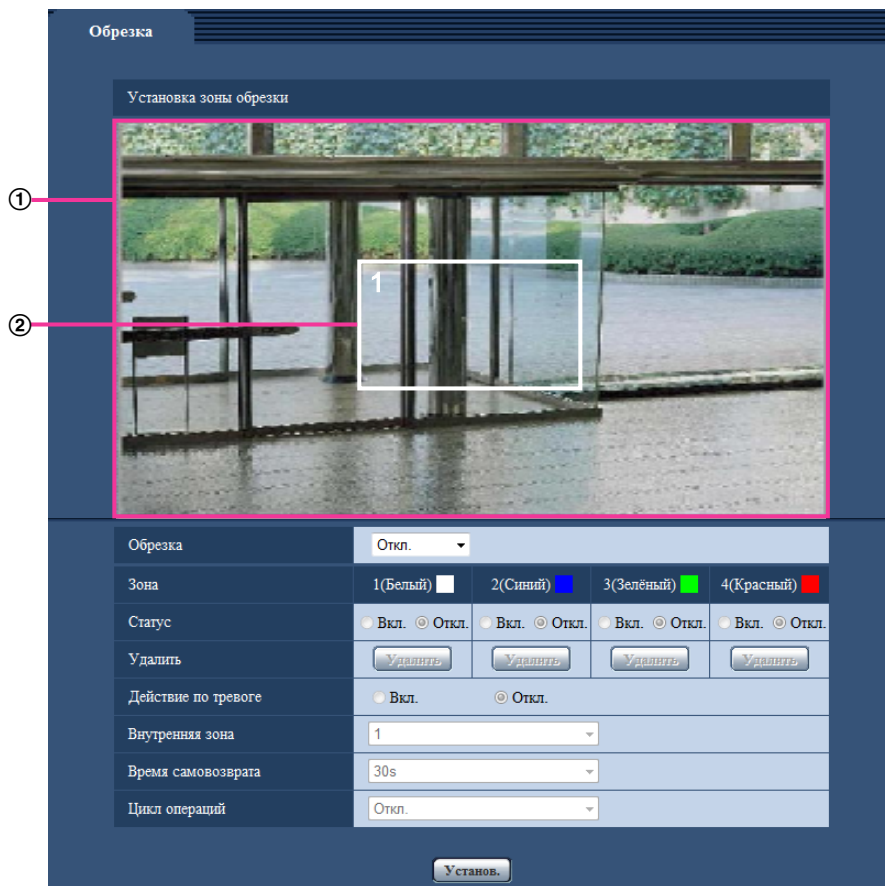 Обрезка
Установка зоны обрезки
①
1
②
Обрезка Откл.
Зона 1(Белый) 2(Синий) 3(Зелёный) 4(Красный)
Статус Вкл. Откл. Вкл. Откл. Вкл. Откл. Вкл. Откл.
Удалить Удалить Удалить Удалить Удалить
Действие по тревоге Вкл. Откл.
Внутренняя зона 1
Время самовозврата 30s
Цикл операций Откл.
Установ.